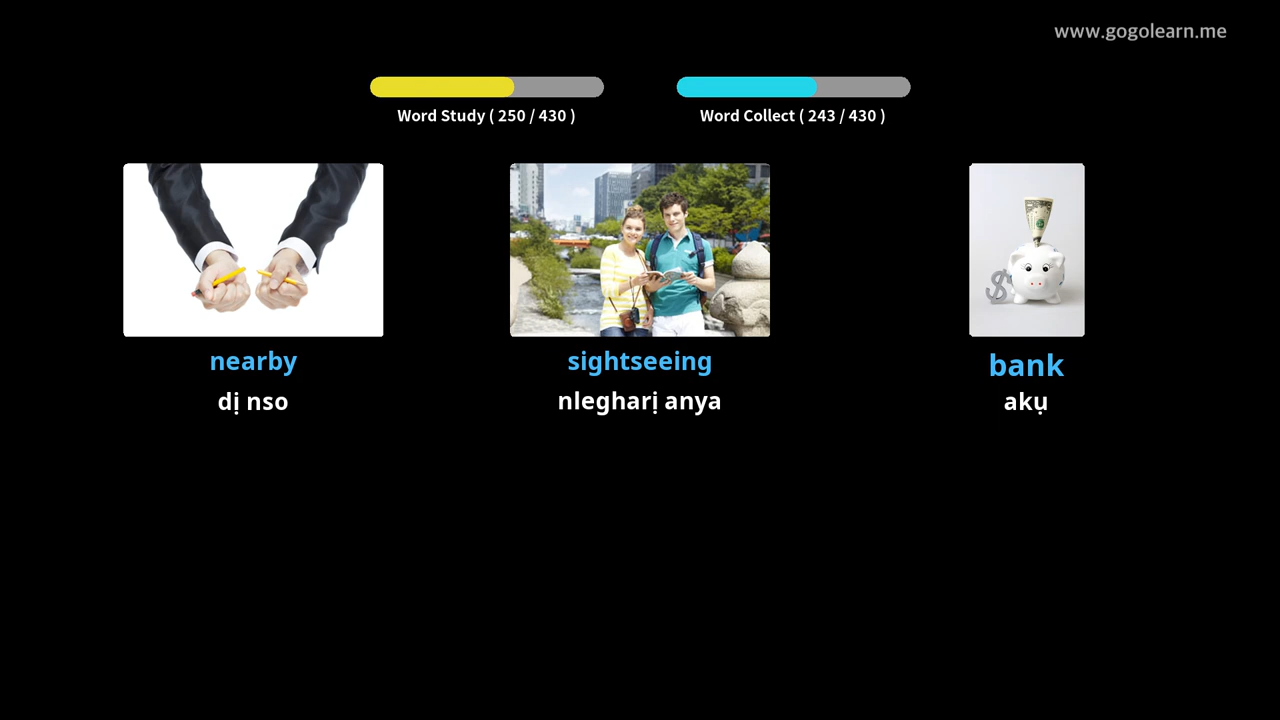 www.gogolearn.me
Word Study ( 250 / 430 )
Word Collect ( 243 / 430 )
nearby
dị nso
sightseeing
nlegharị anya
bank
akụ